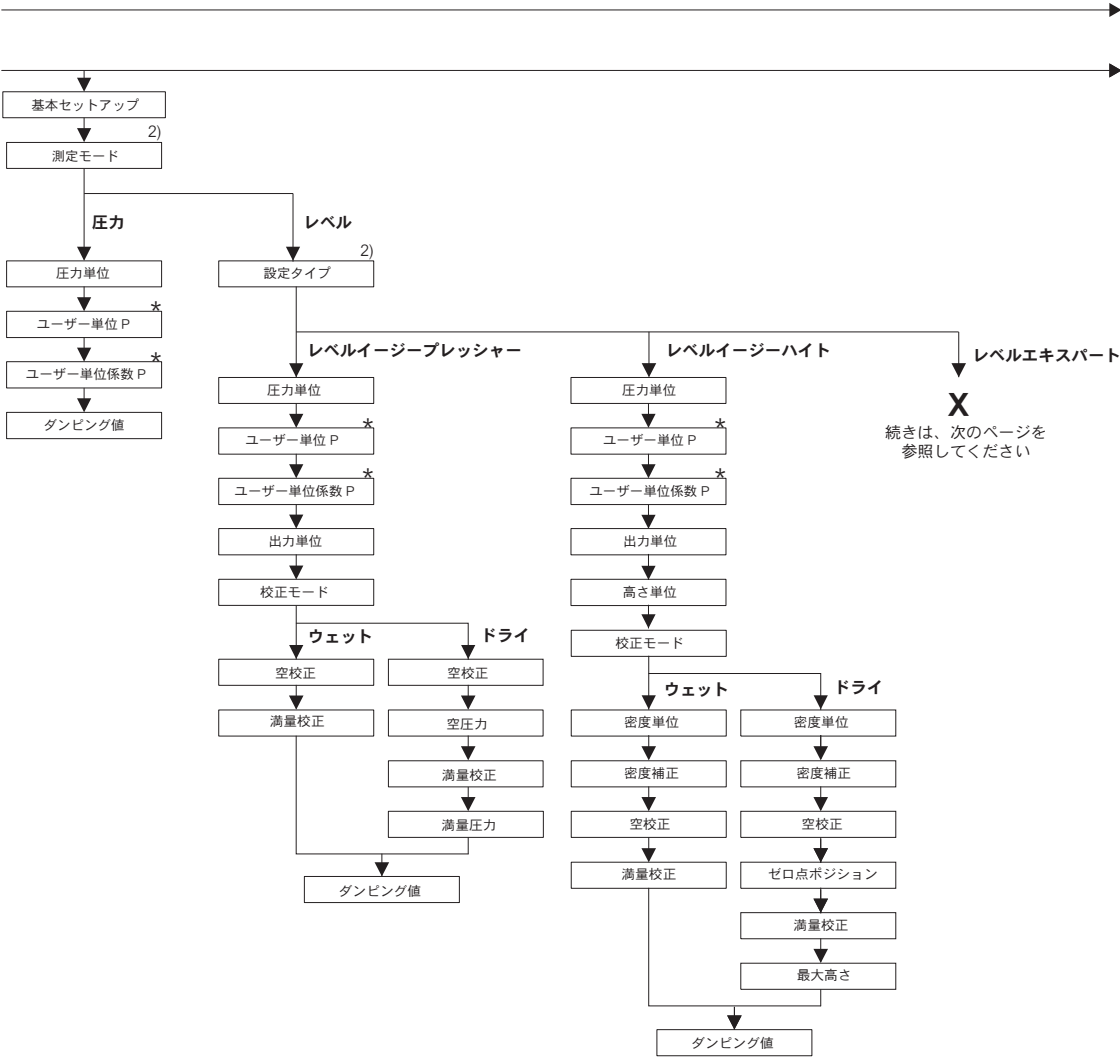 基本セットアップ
2)
測定モード
圧力
圧力単位
*
ユーザー単位 P
*
ユーザー単位係数 P
ダンピング値
レベル
2)
設定タイプ
レベルイージープレッシャー
圧力単位
*
ユーザー単位 P
*
ユーザー単位係数 P
出力単位
校正モード
ウェット
空校正
満量校正
ドライ
空校正
空圧力
満量校正
満量圧力
ダンピング値
レベルイージーハイト
圧力単位
*
ユーザー単位 P
*
ユーザー単位係数 P
出力単位
高さ単位
校正モード
ウェット
密度単位
密度補正
空校正
満量校正
ドライ
密度単位
密度補正
空校正
ゼロ点ポジション
満量校正
最大高さ
ダンピング値
レベルエキスパート
X
続きは、次のページを
参照してください